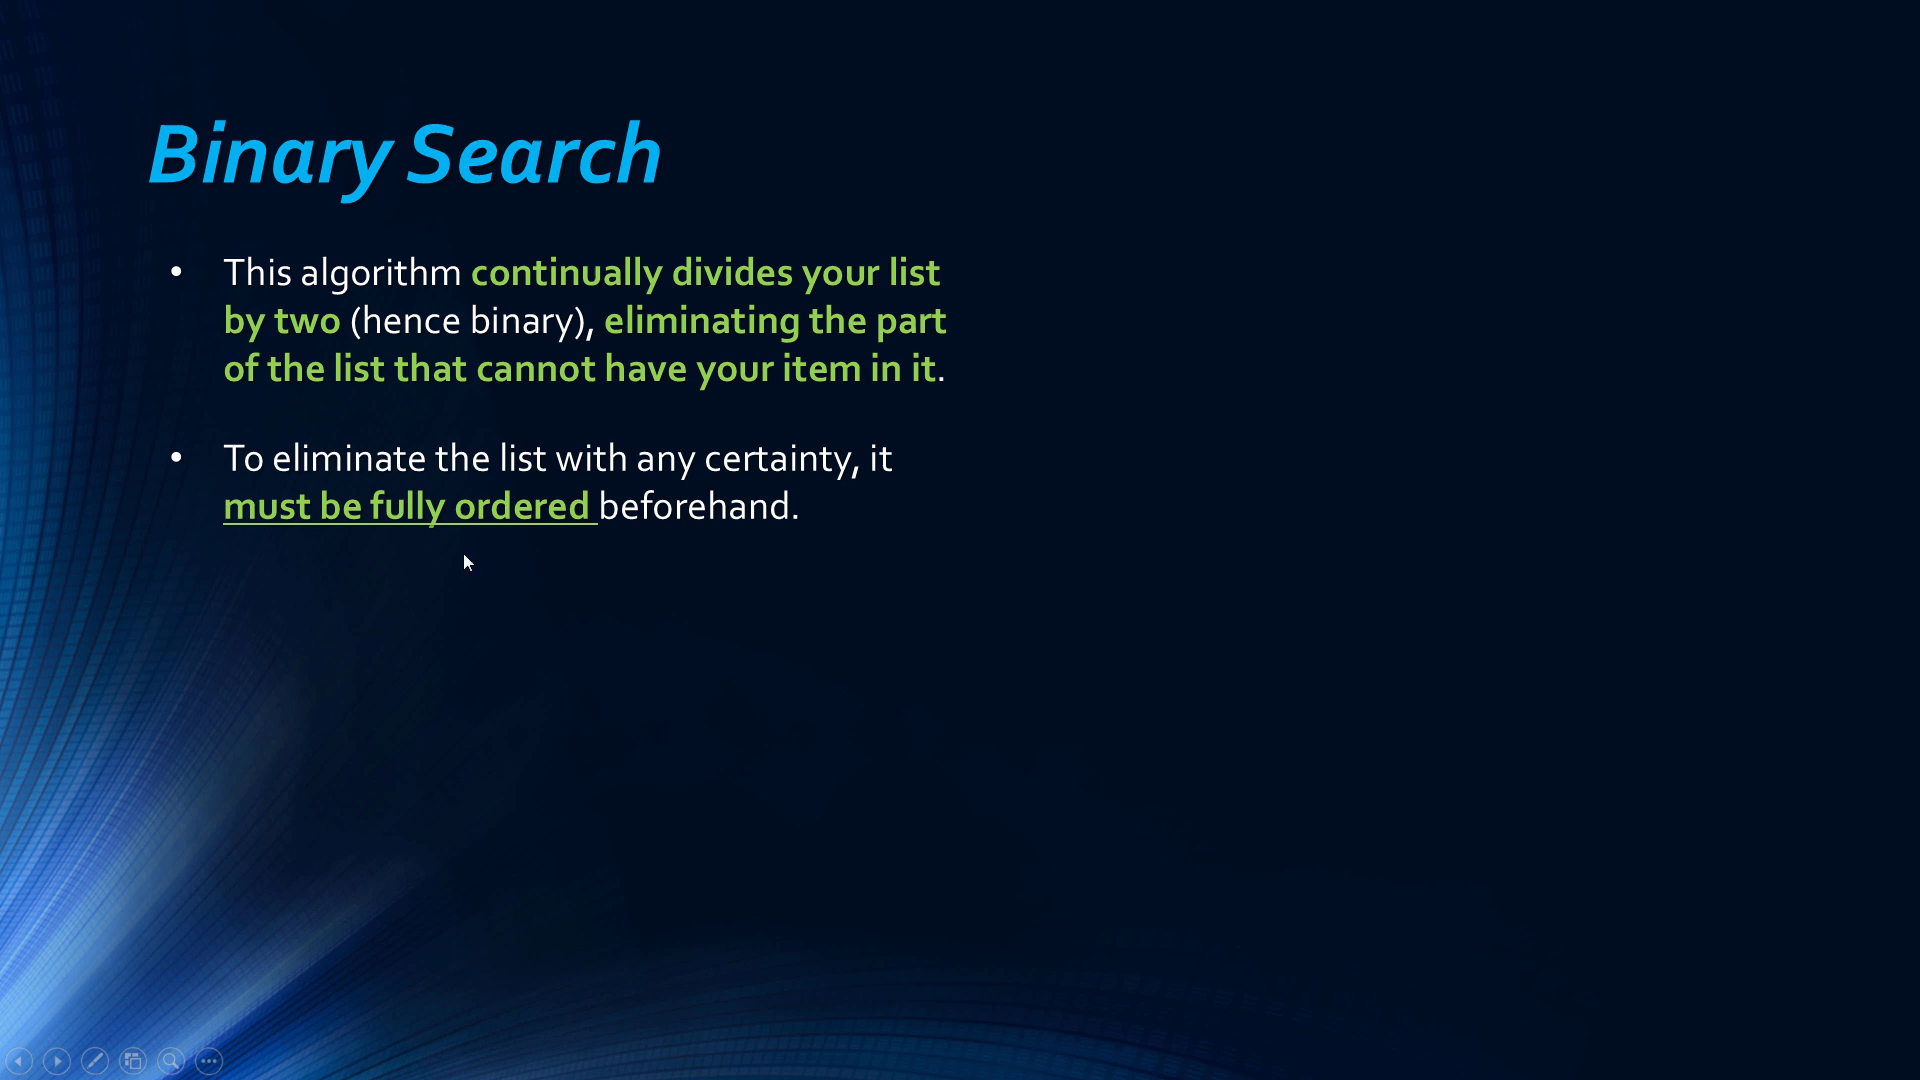 Binary Search
• This algorithm continually divides your list
by two (hence binary), eliminating the part
of the list that cannot have your item in it.
• To eliminate the list with any certainty, it
must be fully ordered beforehand.